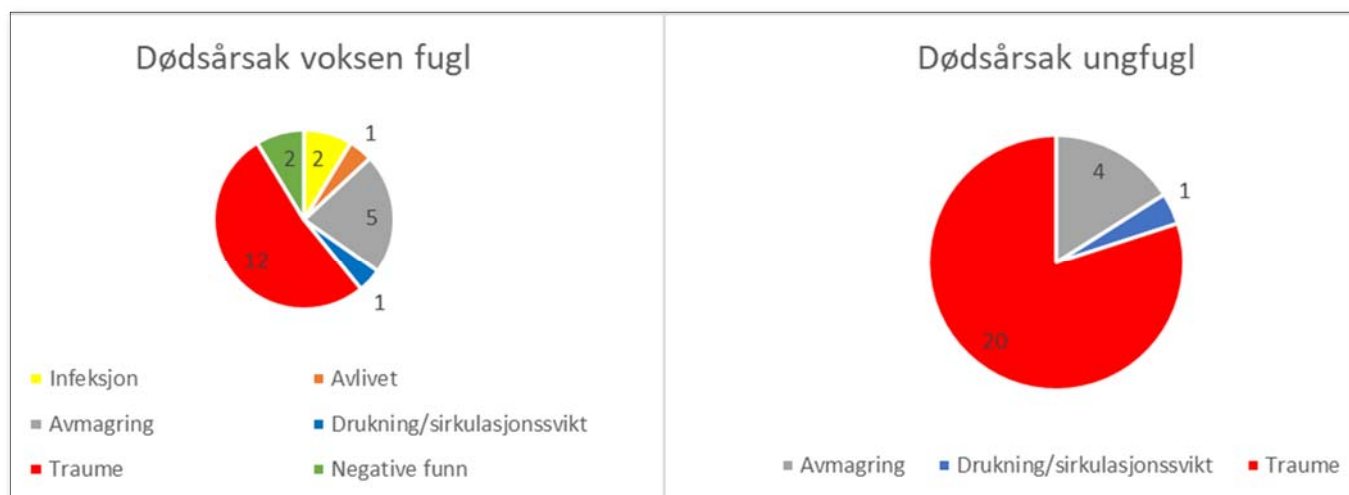 Dødsårsak voksen fugl
1
2
2
5
12
1
Infeksjon
Avlivet
Avmagring
Drukning/sirkulasjonssvikt
Traume
Negative funn
Dødsårsak ungfugl
4
1
20
Avmagring
Drukning/sirkulasjonssvikt
Traume